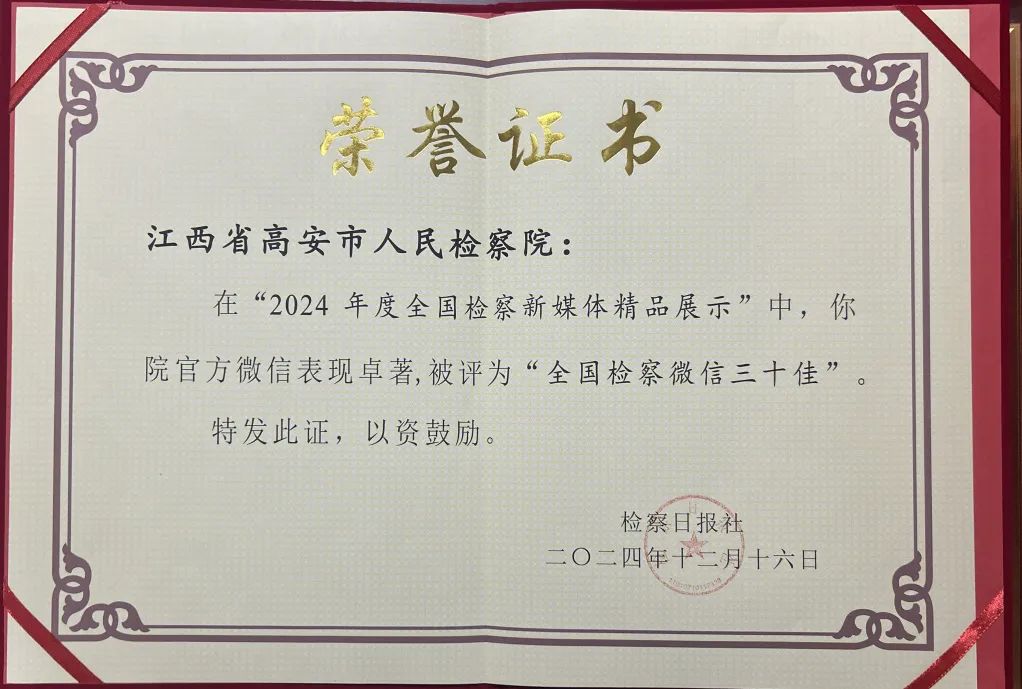 荣誉证书
江西省高安市人民检察院：
在“2024 年度全国检察新媒体精品展示”中，你
院官方微信表现卓著,被评为“全国检察微信三十佳”。
特发此证，以资鼓励。
检察日报社
二〇二四年十二月十六日